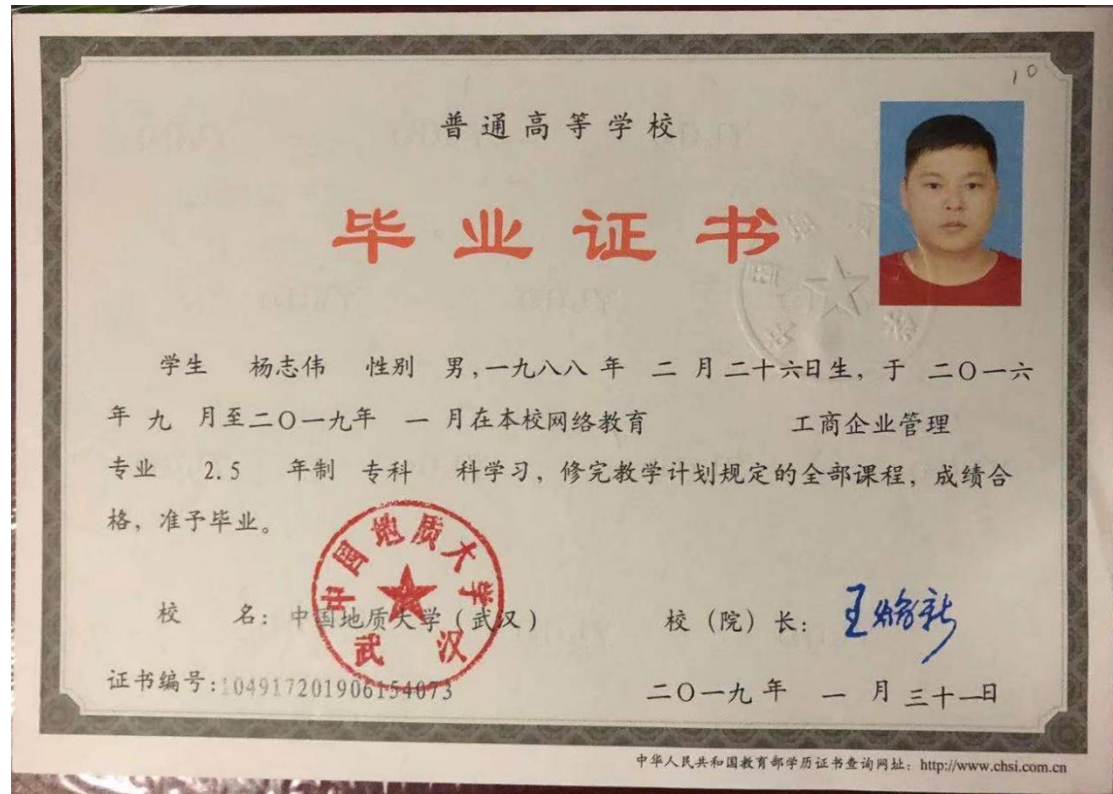 10
普通高等学校
毕业证书
学生 杨志伟 性别 男,一九八八年 二月二十六日生,于 二〇一六
年 九 月至二〇一九年 一 月在本校网络教育 工商企业管理
专业 2.5 年制 专科 科学习,修完教学计划规定的全部课程,成绩合
格,准予毕业。
中国地质大学
武汉
校 名:中国地质大学(武汉) 校(院)长:
证书编号:104917201906154073 二〇一九年 一 月三十一日
中华人民共和国教育部学历证书查询网址:http://www.chsi.com.cn